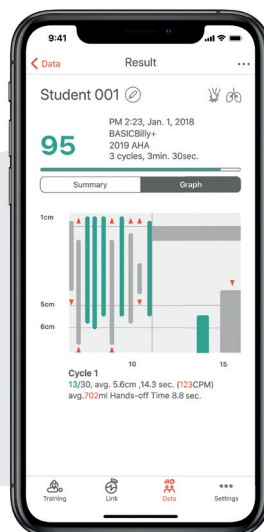 9:41
Data Result
Student 001
95
PM 2:23, Jan. 1, 2018
BASICBilly+
2019 AHA
3 cycles, 3min. 30sec.
Summary Graph
1cm
5cm
6cm
10 15
Cycle 1
13/30, avg. 5.6cm ,14.3 sec. (123CPM)
avg.702ml Hands-off Time 8.8 sec.
Training Link Data Settings